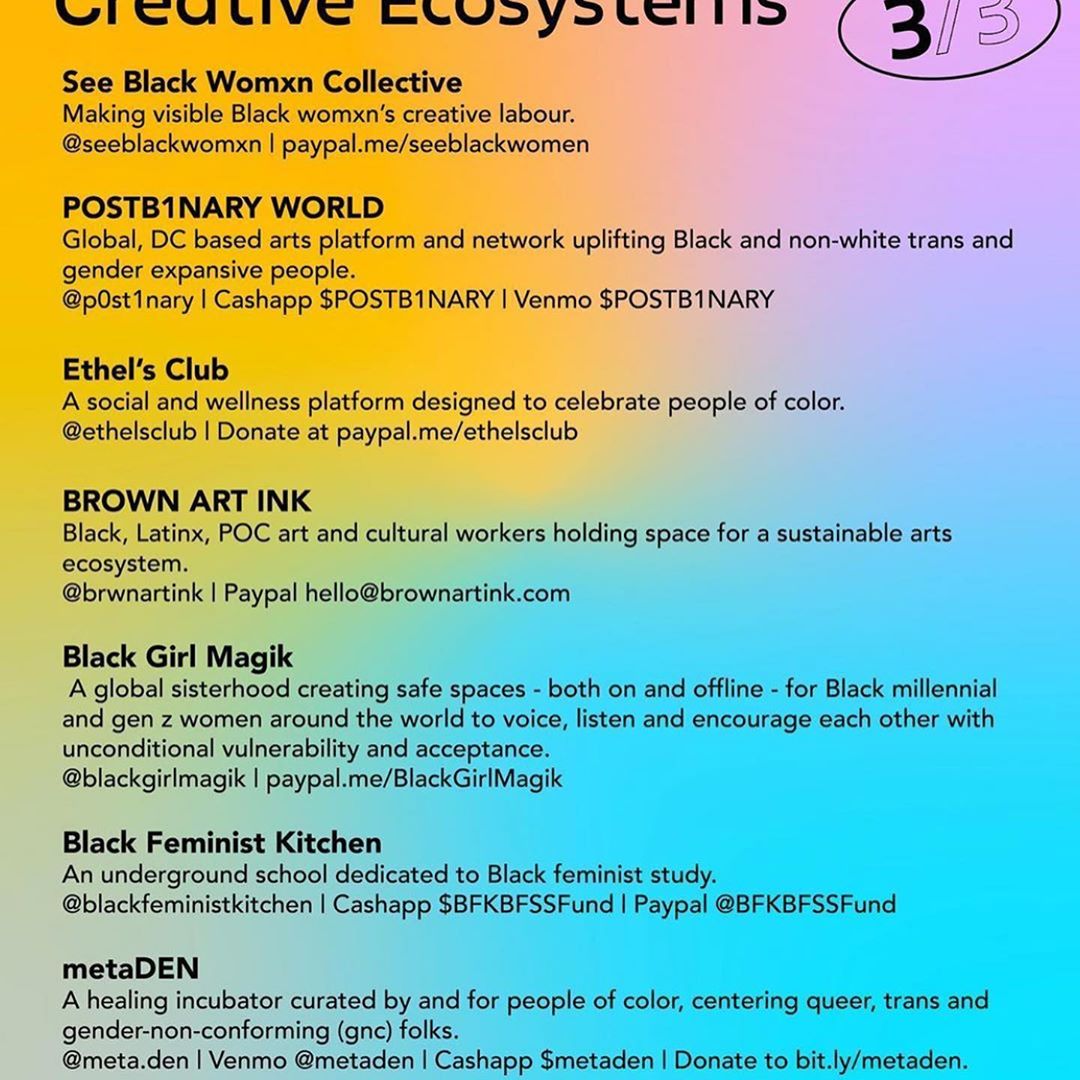 Creative Ecosystems
3/3
See Black Womxn Collective
Making visible Black womxn's creative labour.
@seeblackwomxn | paypal.me/seeblackwomen
POSTB1NARY WORLD
Global, DC based arts platform and network uplifting Black and non-white trans and
gender expansive people.
@p0st1nary | Cashapp $POSTB1NARY | Venmo $POSTB1NARY
Ethel's Club
A social and wellness platform designed to celebrate people of color.
@ethelsclub | Donate at paypal.me/ethelsclub
BROWN ART INK
Black, Latinx, POC art and cultural workers holding space for a sustainable arts
ecosystem.
@brwnartink | Paypal hello@brownartink.com
Black Girl Magik
A global sisterhood creating safe spaces - both on and offline - for Black millennial
and gen z women around the world to voice, listen and encourage each other with
unconditional vulnerability and acceptance.
@blackgirlmagik | paypal.me/BlackGirlMagik
Black Feminist Kitchen
An underground school dedicated to Black feminist study.
@blackfeministkitchen | Cashapp $BFKBFSSFund | Paypal @BFKBFSSFund
metaDEN
A healing incubator curated by and for people of color, centering queer, trans and
gender-non-conforming (gnc) folks.
@meta.den | Venmo @metaden | Cashapp $metaden | Donate to bit.ly/metaden.